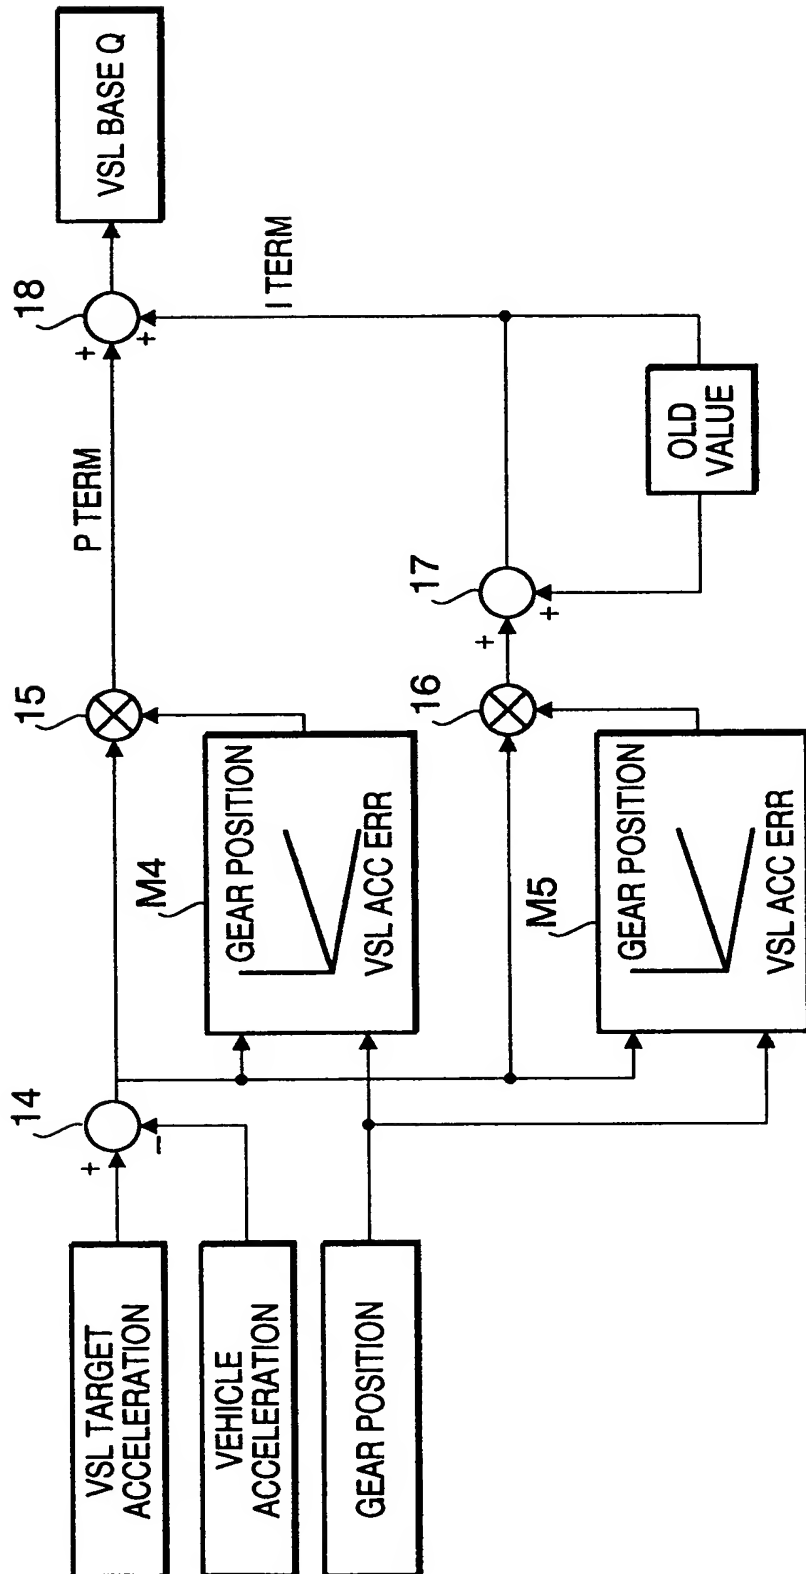 VSL TARGET
ACCELERATION
VEHICLE
ACCELERATION
GEAR POSITION
14
+
−
M4
GEAR POSITION
VSL ACC ERR
M5
GEAR POSITION
VSL ACC ERR
15
16
17
+
+
P TERM
OLD
VALUE
I TERM
18
+
+
VSL BASE Q